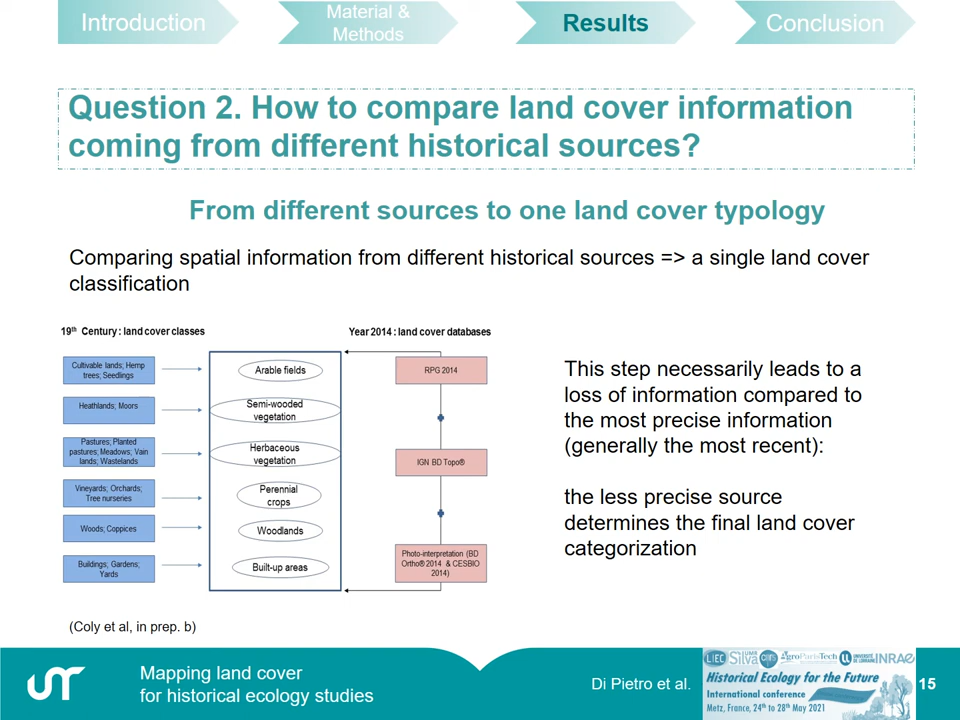 Introduction
Material &
Methods
Results
Conclusion
Question 2. How to compare land cover information
coming from different historical sources?
From different sources to one land cover typology
Comparing spatial information from different historical sources => a single land cover
classification
19th Century : land cover classes
Year 2014 : land cover databases
Cultivable lands; Hemp
trees; Seedlings
Heathlands; Moors
Pastures; Planted
pastures; Meadows, Vain
lands; Wastelands
Vineyards; Orchards;
Tree nurseries
Woods; Coppices
Buildings; Gardens;
Yards
Arable fields
Semi-wooded
vegetation
Herbaceous
vegetation
Perennial
crops
Woodlands
Built-up areas
RPG 2014
IGN BD Topo®
Photo-interpretation (BD
Ortho® 2014 & CESBIO
2014)
This step necessarily leads to a
loss of information compared to
the most precise information
(generally the most recent):
the less precise source
determines the final land cover
categorization
(Coly et al, in prep. b)
Mapping land cover
for historical ecology studies
Di Pietro et al.
LIEC
UMR
Silva
AgroParisTech
UNIVERSITÉ
DE LORRAINE
INRAE
Historical Ecology for the Future
International conference
Metz, France, 24th to 28th May 2021
15